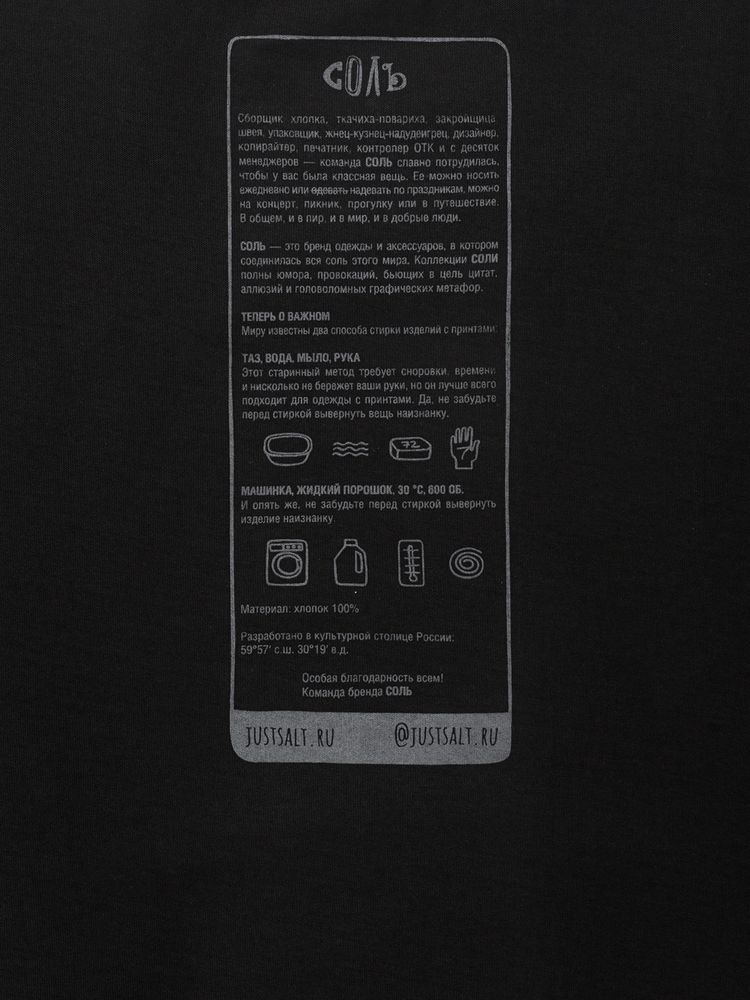 СОЛЬ
Сборщик хлопка, ткачиха-повариха, закройщица,
швея, упаковщик, жнец-кузнец-надудеигрец, дизайнер,
копирайтер, печатник, контролер ОТК и с десяток
менеджеров — команда СОЛЬ славно потрудилась,
чтобы у вас была классная вещь. Ее можно носить
ежедневно или одевать надевать по праздникам, можно
на концерт, пикник, прогулку или в путешествие.
В общем, и в пир, и в мир, и в добрые люди.
СОЛЬ — это бренд одежды и аксессуаров, в котором
соединилась вся соль этого мира. Коллекции СОЛИ
полны юмора, провокаций, бьющих в цель цитат,
аллюзий и головоломных графических метафор.
ТЕПЕРЬ О ВАЖНОМ
Миру известны два способа стирки изделий с принтами:
ТАЗ, ВОДА, МЫЛО, РУКА
Этот старинный метод требует сноровки, времени
и нисколько не бережет ваши руки, но он лучше всего
подходит для одежды с принтами. Да, не забудьте
перед стиркой вывернуть вещь наизнанку.
72
МАШИНКА, ЖИДКИЙ ПОРОШОК, 30 °С, 600 ОБ.
И опять же, не забудьте перед стиркой вывернуть
изделие наизнанку.
Материал: хлопок 100%
Разработано в культурной столице России:
59°57' с.ш. 30°19' в.д.
Особая благодарность всем!
Команда бренда СОЛЬ
JUSTSALT.RU @JUSTSALT.RU